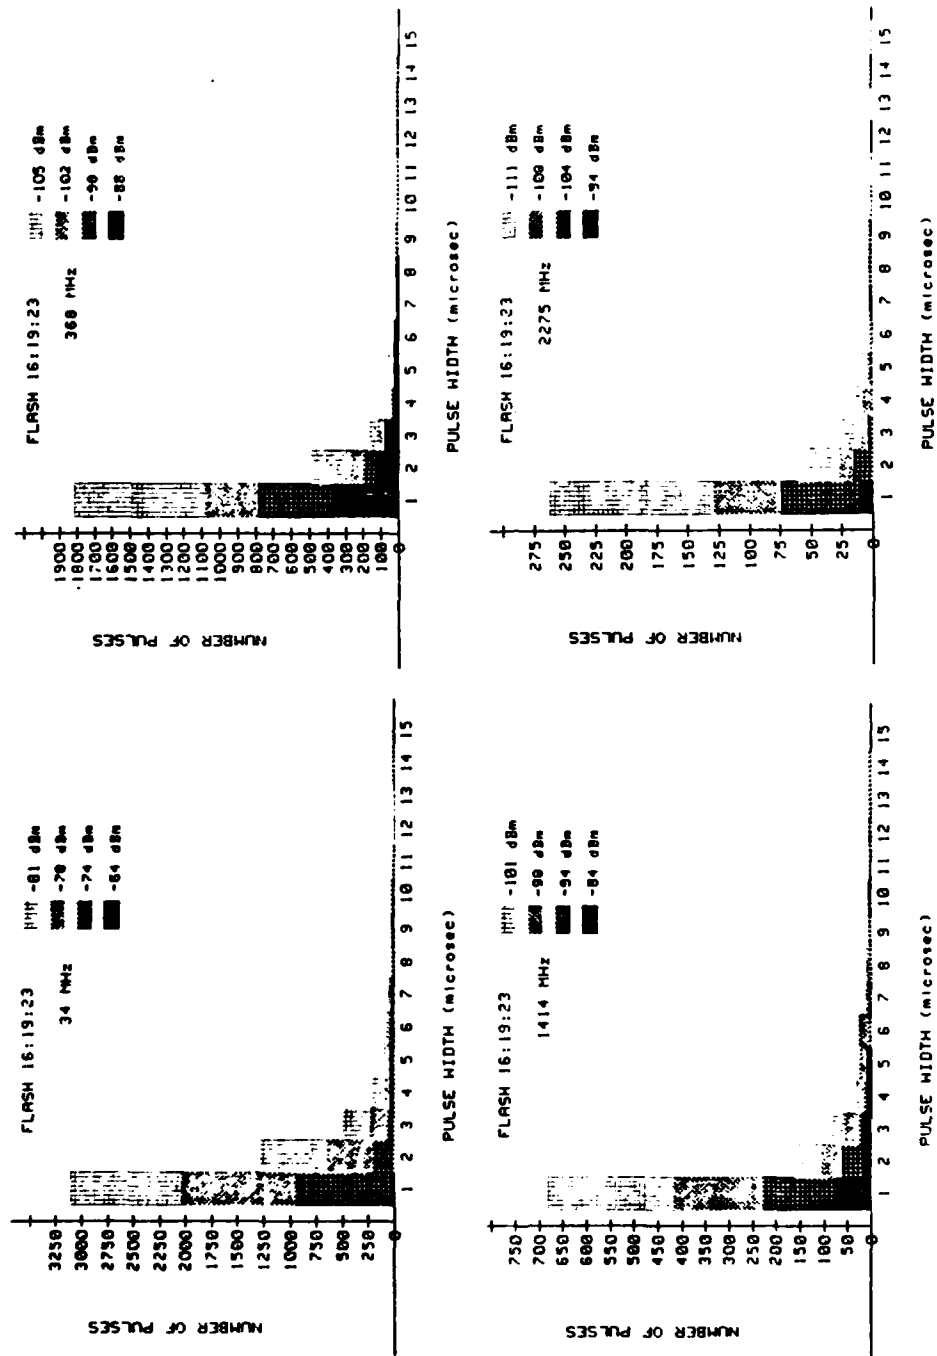 FLASH 16:19:23
34 MHz
-81 dBm
-78 dBm
-74 dBm
-64 dBm
NUMBER OF PULSES
3250
3000
2750
2500
2250
2000
1750
1500
1250
1000
750
500
250
0
1 2 3 4 5 6 7 8 9 10 11 12 13 14 15
PULSE WIDTH (microsec)
FLASH 16:19:23
368 MHz
-105 dBm
-102 dBm
-98 dBm
-88 dBm
NUMBER OF PULSES
1900
1800
1700
1600
1500
1400
1300
1200
1100
1000
900
800
700
600
500
400
300
200
100
0
1 2 3 4 5 6 7 8 9 10 11 12 13 14 15
PULSE WIDTH (microsec)
FLASH 16:19:23
1414 MHz
-101 dBm
-98 dBm
-94 dBm
-84 dBm
NUMBER OF PULSES
750
700
650
600
550
500
450
400
350
300
250
200
150
100
50
0
1 2 3 4 5 6 7 8 9 10 11 12 13 14 15
PULSE WIDTH (microsec)
FLASH 16:19:23
2275 MHz
-111 dBm
-108 dBm
-104 dBm
-94 dBm
NUMBER OF PULSES
275
250
225
200
175
150
125
100
75
50
25
0
1 2 3 4 5 6 7 8 9 10 11 12 13 14 15
PULSE WIDTH (microsec)